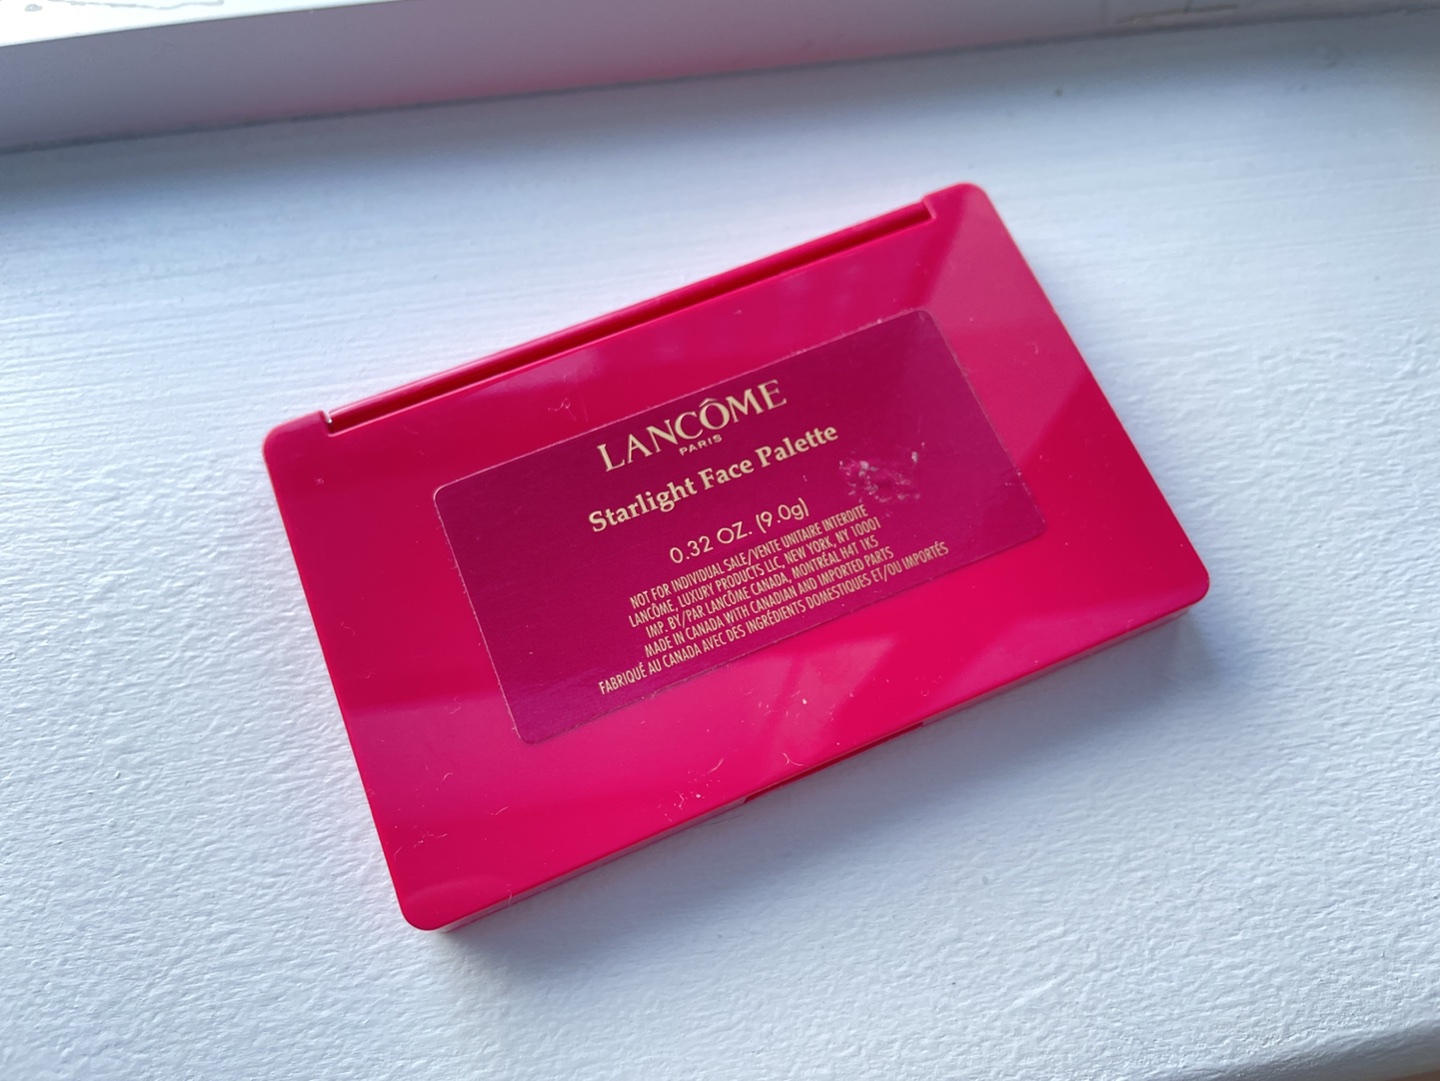 LANCÔME
PARIS
Starlight Face Palette
0.32 OZ. (9.0g)
NOT FOR INDIVIDUAL SALE/VENTE UNITAIRE INTERDITE
LANCÔME, LUXURY PRODUCTS LLC, NEW YORK, NY 10001
IMP. BY/PAR LANCÔME CANADA, MONTRÉAL H4T 1K5
MADE IN CANADA WITH CANADIAN AND IMPORTED PARTS
FABRIQUÉ AU CANADA AVEC DES INGRÉDIENTS DOMESTIQUES ET/OU IMPORTÉS